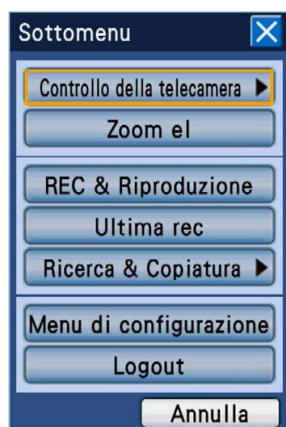 Sottomenu
Controllo della telecamera
Zoom el
REC & Riproduzione
Ultima rec
Ricerca & Copiatura
Menu di configurazione
Logout
Annulla